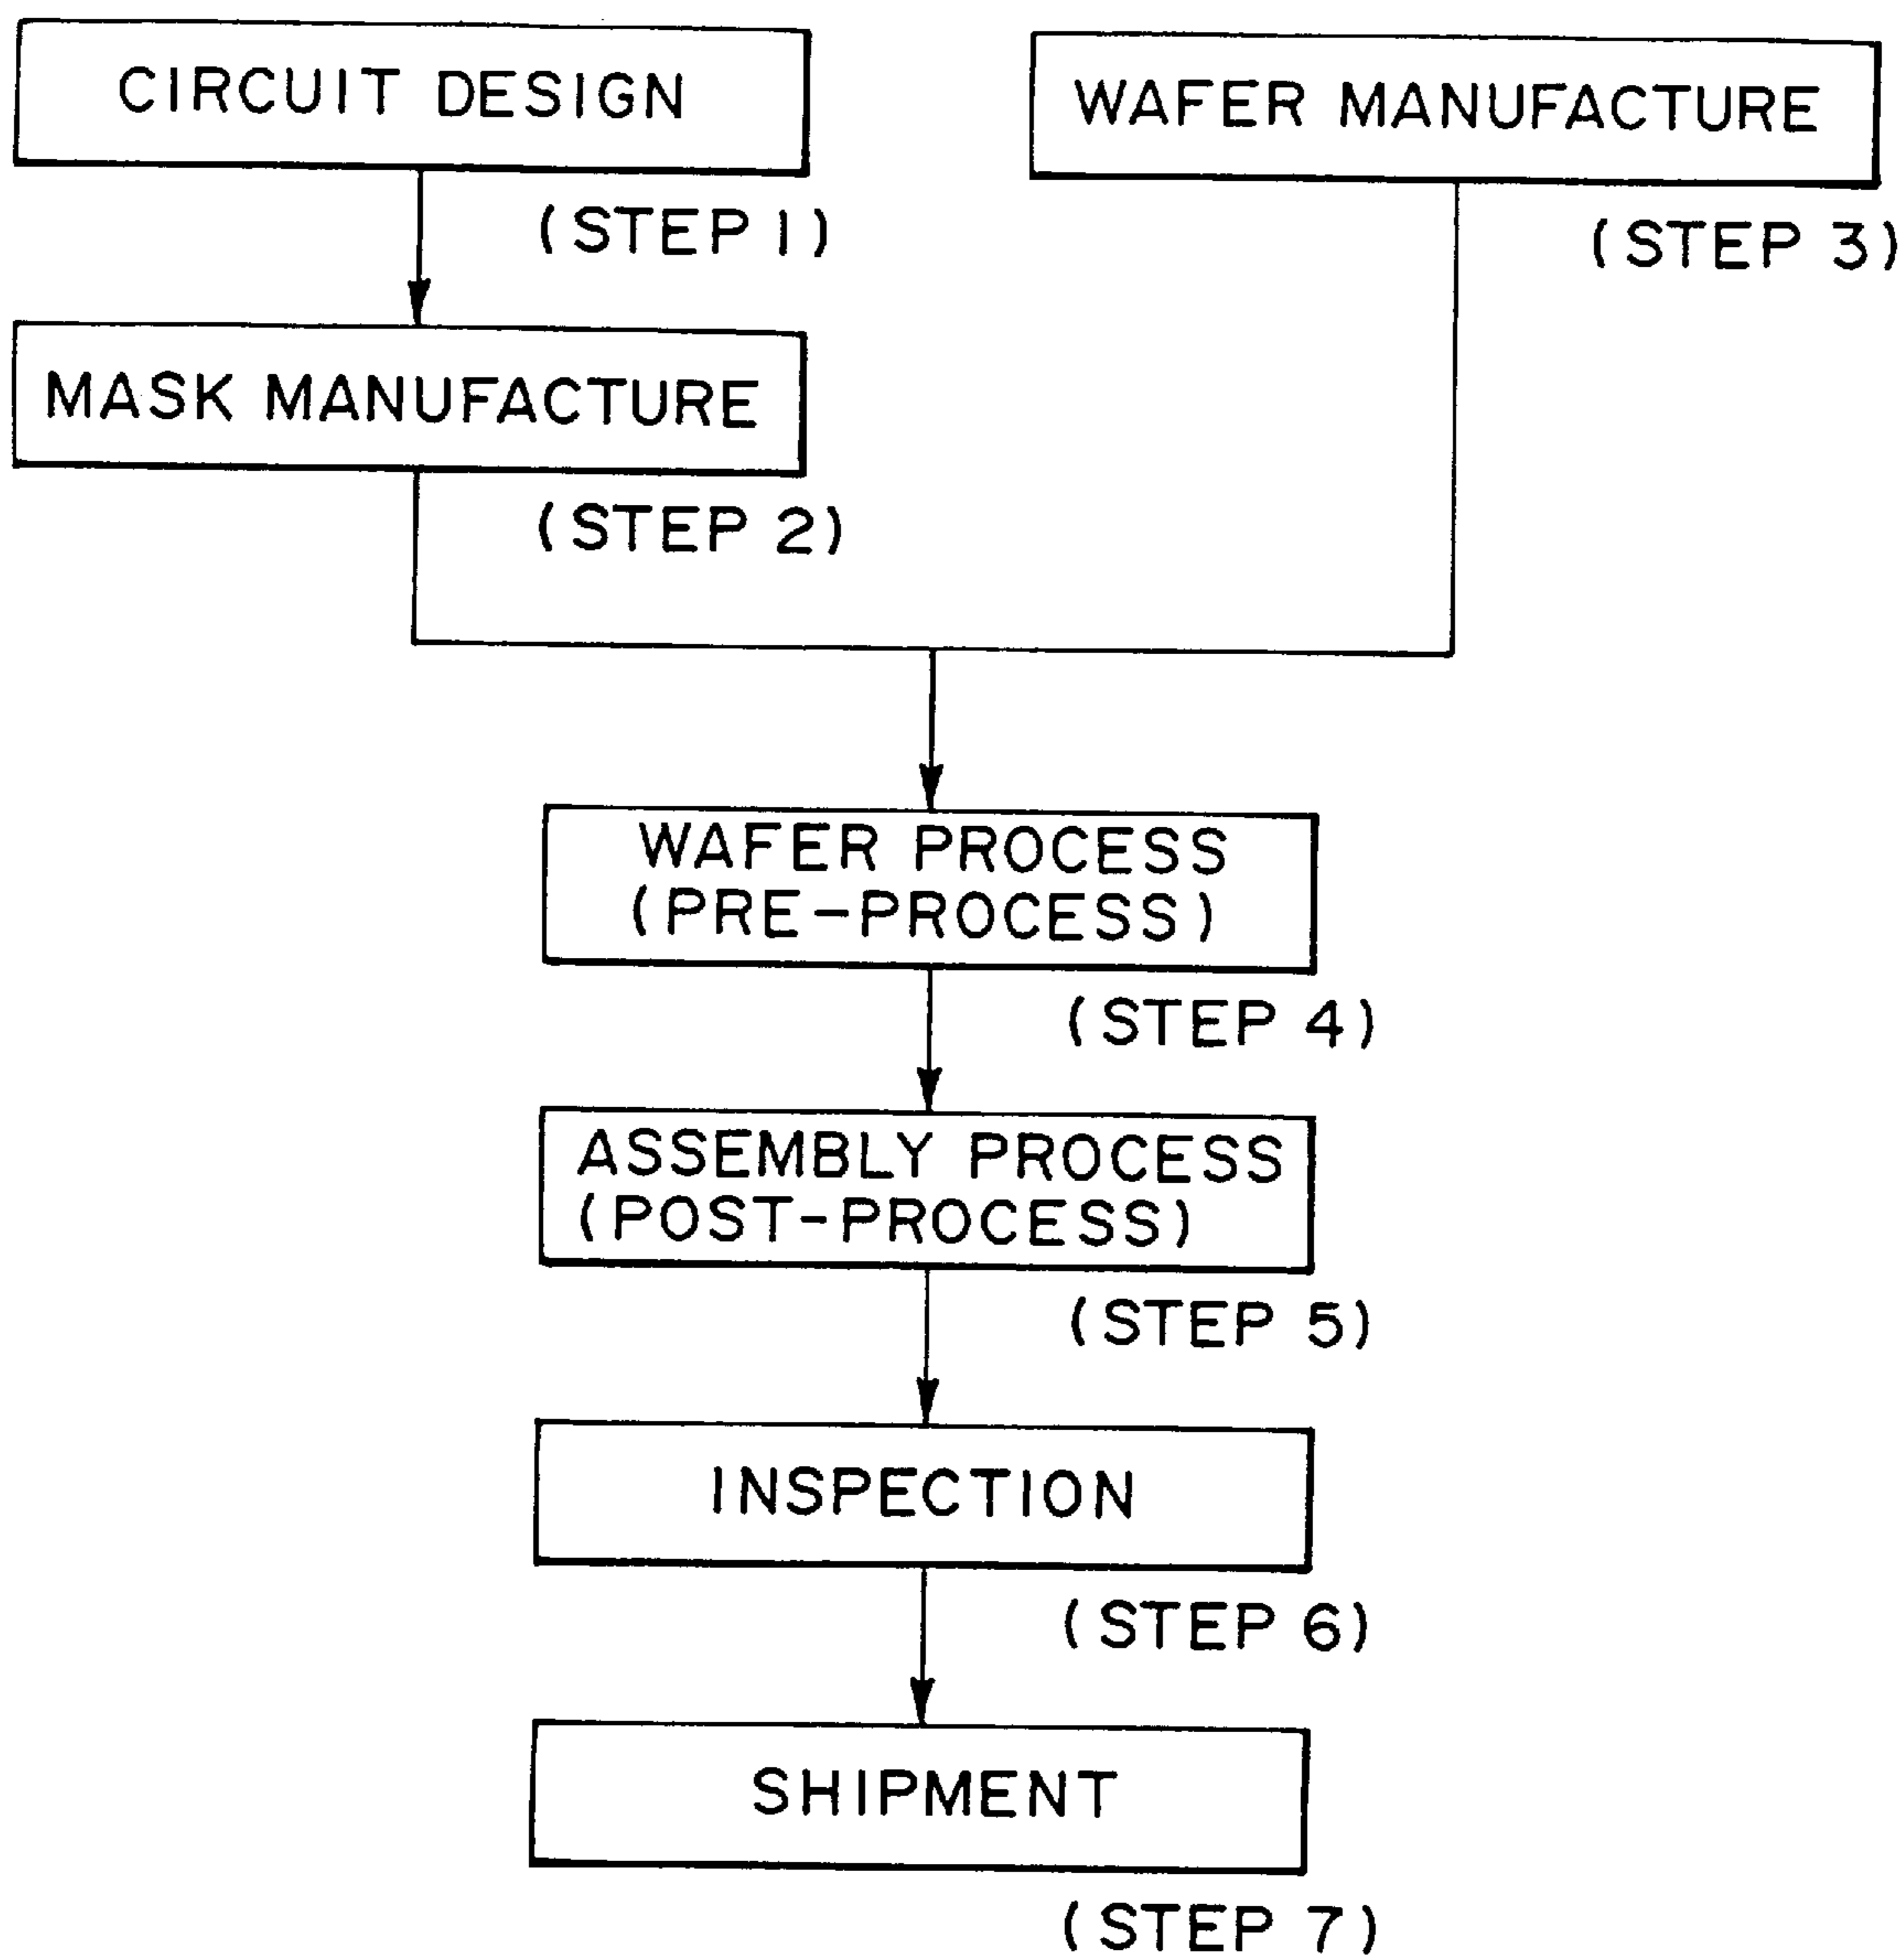 CIRCUIT DESIGN
(STEP 1)
MASK MANUFACTURE
(STEP 2)
WAFER MANUFACTURE
(STEP 3)
WAFER PROCESS
(PRE-PROCESS)
(STEP 4)
ASSEMBLY PROCESS
(POST-PROCESS)
(STEP 5)
INSPECTION
(STEP 6)
SHIPMENT
(STEP 7)